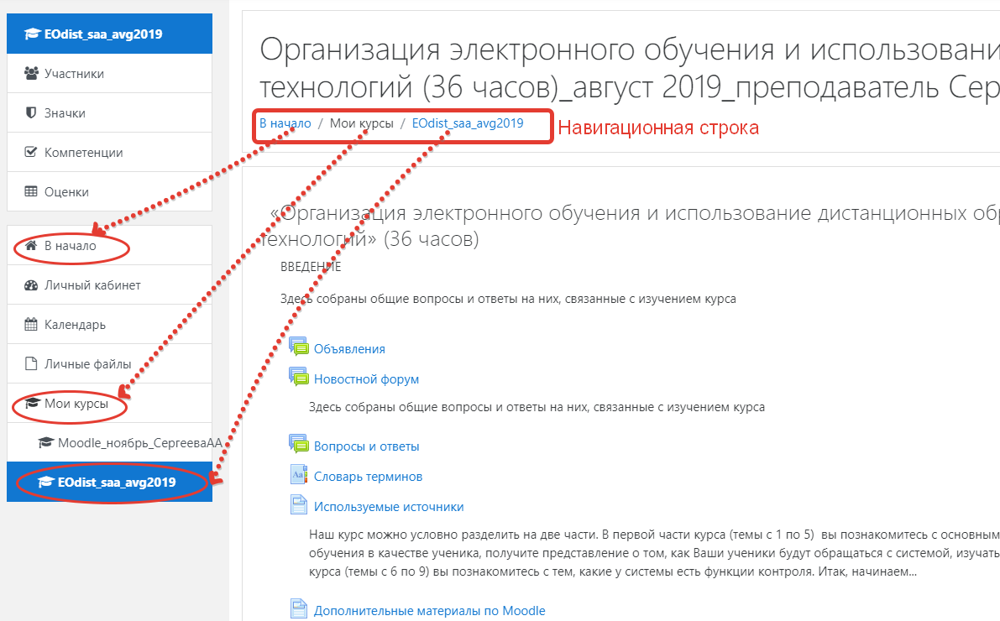 EOdist_saa_avg2019
Участники
Значки
Компетенции
Оценки
В начало
Личный кабинет
Календарь
Личные файлы
Мои курсы
Moodle_ноябрь_СергееваАА
EOdist_saa_avg2019
Организация электронного обучения и использовани
технологий (36 часов)_август 2019_преподаватель Сер
В начало / Мои курсы / EOdist_saa_avg2019
Навигационная строка
«Организация электронного обучения и использование дистанционных обр
технологий» (36 часов)
ВВЕДЕНИЕ
Здесь собраны общие вопросы и ответы на них, связанные с изучением курса
Объявления
Новостной форум
Здесь собраны общие вопросы и ответы на них, связанные с изучением курса
Вопросы и ответы
Словарь терминов
Используемые источники
Наш курс можно условно разделить на две части. В первой части курса (темы с 1 по 5) вы познакомитесь с основным
обучения в качестве ученика, получите представление о том, как Ваши ученики будут обращаться с системой, изучать
курса (темы с 6 по 9) вы познакомитесь с тем, какие у системы есть функции контроля. Итак, начинаем...
Дополнительные материалы по Moodle